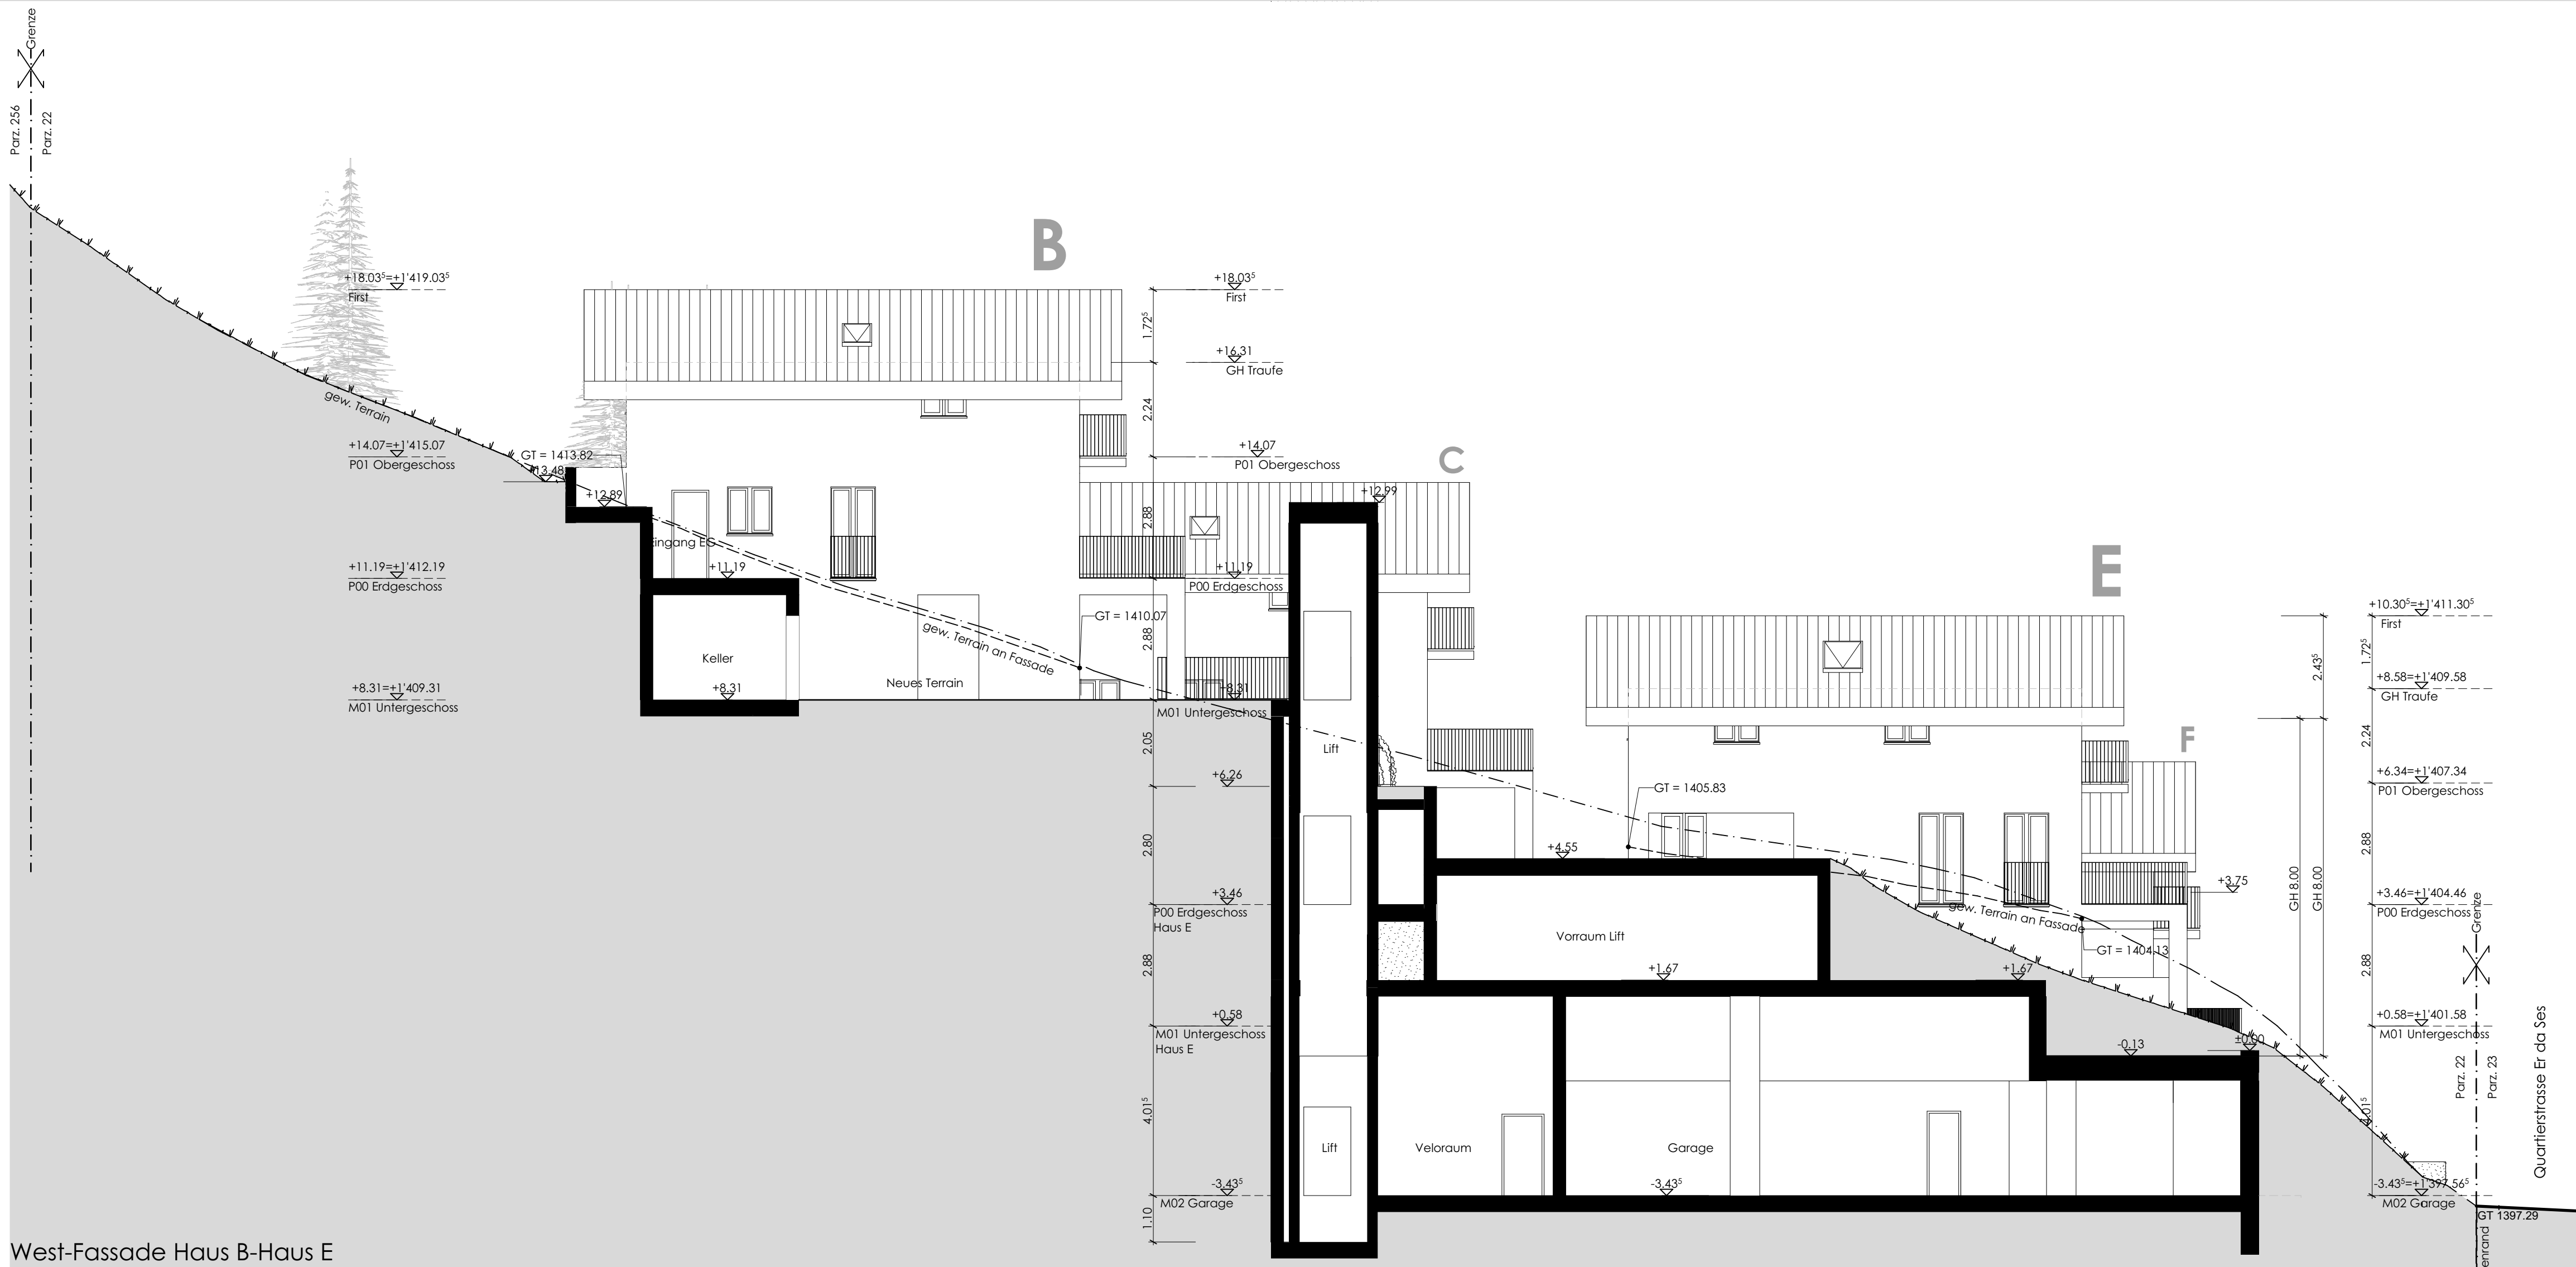 Grenze
Parz. 256
Parz. 22
B
+18.03⁵=+1'419.03⁵
First
+18.03⁵
First
1.72⁵
+16.31
GH Traufe
gew. Terrain
2.24
+14.07=+1'415.07
P01 Obergeschoss
GT = 1413.82
+13.48
+12.89
+14.07
P01 Obergeschoss
C
+12.99
2.88
Eingang EG
+11.19=+1'412.19
P00 Erdgeschoss
+11.19
+11.19
P00 Erdgeschoss
E
GT = 1410.07
2.88
gew. Terrain an Fassade
Keller
Neues Terrain
+8.31=+1'409.31
M01 Untergeschoss
+8.31
+8.31
M01 Untergeschoss
+10.30⁵=+1'411.30⁵
First
2.43⁵
1.72⁵
+8.58=+1'409.58
GH Traufe
Lift
2.05
+6.26
F
2.24
+6.34=+1'407.34
P01 Obergeschoss
GT = 1405.83
2.80
+4.55
2.88
+3.75
GH 8.00
GH 8.00
+3.46
P00 Erdgeschoss
Haus E
+3.46=+1'404.46
P00 Erdgeschoss
Grenze
gew. Terrain an Fassade
Vorraum Lift
GT = 1404.13
2.88
+1.67
+1.67
2.88
+0.58
M01 Untergeschoss
Haus E
+0.58=+1'401.58
M01 Untergeschoss
±0.00
-0.13
Parz. 22
Parz. 23
Quartierstrasse Er da Ses
4.01⁵
4.01⁵
Lift
Veloraum
Garage
-3.43⁵
M02 Garage
-3.43⁵
-3.43⁵=+1'397.56⁵
M02 Garage
1.10
GT 1397.29
enrand
West-Fassade Haus B-Haus E